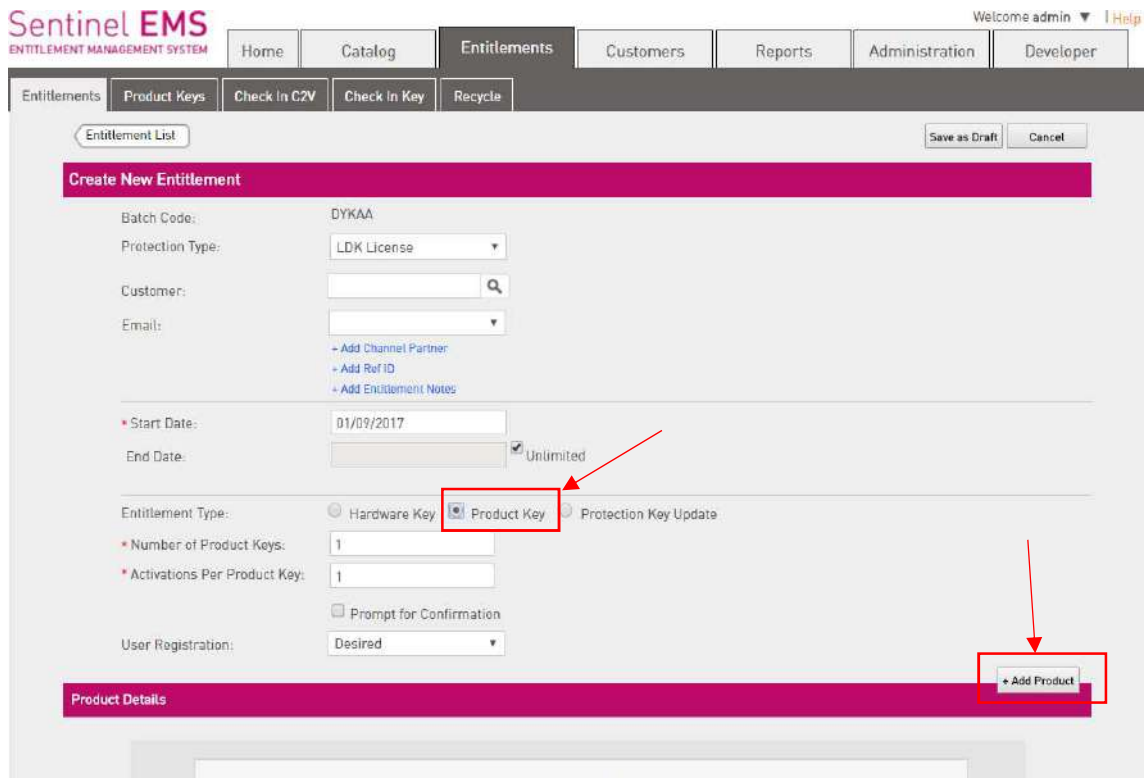 Sentinel EMS
ENTITLEMENT MANAGEMENT SYSTEM
Welcome admin ▼ | Help
Home Catalog Entitlements Customers Reports Administration Developer
Entitlements Product Keys Check In C2V Check In Key Recycle
Entitlement List Save as Draft Cancel
Create New Entitlement
Batch Code: DYKAA
Protection Type: LDK License
Customer:
Email:
+ Add Channel Partner
+ Add Ref ID
+ Add Entitlement Notes
* Start Date: 01/09/2017
End Date: Unlimited
Entitlement Type: Hardware Key Product Key Protection Key Update
* Number of Product Keys: 1
* Activations Per Product Key: 1
Prompt for Confirmation
User Registration: Desired
+ Add Product
Product Details